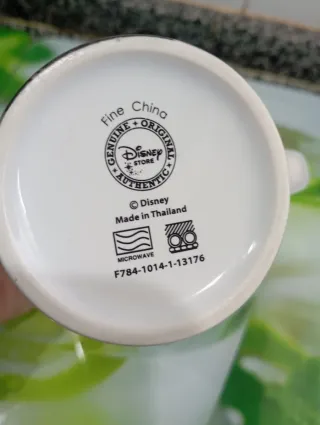 Fine China
GENUINE • ORIGINAL
Disney
STORE
• AUTHENTIC •
© Disney
Made in Thailand
MICROWAVE
F784-1014-1-13176